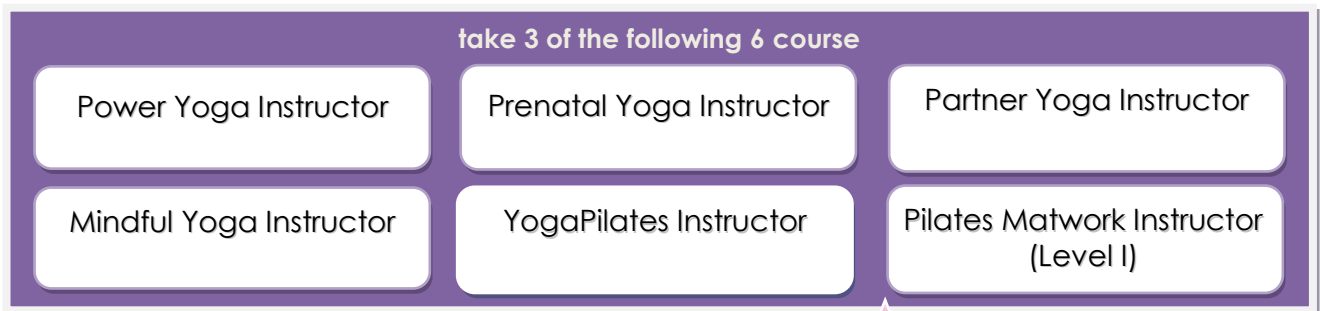 take 3 of the following 6 course
Power Yoga Instructor
Prenatal Yoga Instructor
Partner Yoga Instructor
Mindful Yoga Instructor
YogaPilates Instructor
Pilates Matwork Instructor
(Level I)